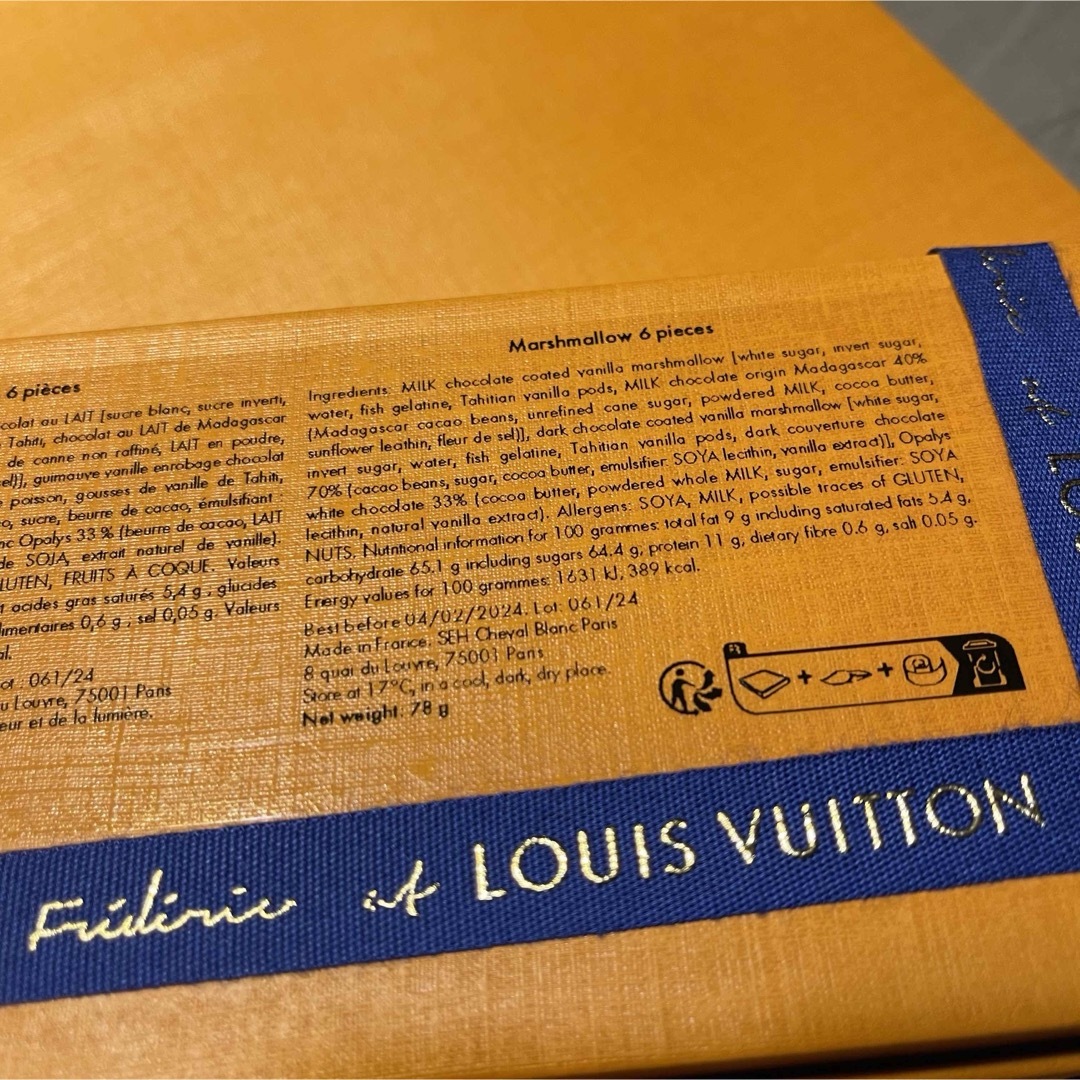 6 pièces
colat au LAIT [sucre blanc, sucre inverti,
Tahiti, chocolat au LAIT de Madagascar
de canne non raffiné, LAIT en poudre,
sel)], guimauve vanille enrobage chocolat
poisson, gousses de vanille de Tahiti,
o, sucre, beurre de cacao, émulsifiant :
nc Opalys 33 % (beurre de cacao, LAIT
de SOJA, extrait naturel de vanille).
LUTEN, FRUITS À COQUE. Valeurs
t acides gras saturés 5,4 g, glucides
limentaires 0,6 g, sel 0,05 g. Valeurs
al.
ot : 061/24
u Louvre, 75001 Paris
eur et de la lumière.
Marshmallow 6 pieces
Ingredients: MILK chocolate coated vanilla marshmallow [white sugar, invert sugar,
water, fish gelatine, Tahitian vanilla pods, MILK chocolate origin Madagascar 40%
(Madagascar cacao beans, unrefined cane sugar, powdered MILK, cocoa butter,
sunflower lecithin, fleur de sel)], dark chocolate coated vanilla marshmallow [white sugar,
invert sugar, water, fish gelatine, Tahitian vanilla pods, dark couverture chocolate
70% (cacao beans, sugar, cocoa butter, emulsifier: SOYA lecithin, vanilla extract)], Opalys
white chocolate 33% (cocoa butter, powdered whole MILK, sugar, emulsifier: SOYA
lecithin, natural vanilla extract). Allergens: SOYA, MILK, possible traces of GLUTEN,
NUTS. Nutritional information for 100 grammes: total fat 9 g including saturated fats 5.4 g,
carbohydrate 65.1 g including sugars 64.4 g, protein 11 g, dietary fibre 0.6 g, salt 0.05 g.
Energy values for 100 grammes: 1631 kJ, 389 kcal.
Best before 04/02/2024. Lot: 061/24
Made in France. SEH Cheval Blanc Paris
8 quai du Louvre, 75001 Paris
Store at 17°C, in a cool, dark, dry place.
Net weight: 78 g
Frédéric et LOUIS VUITTON
et LOU